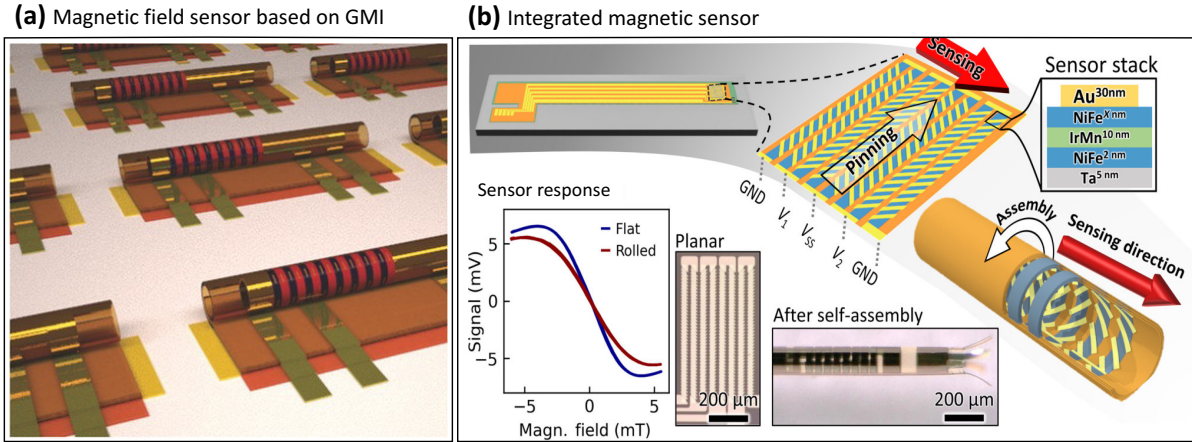 (a) Magnetic field sensor based on GMI
(b) Integrated magnetic sensor
Sensing
Sensor stack
Au30nm
NiFeX nm
IrMn10 nm
NiFe2 nm
Ta5 nm
Pinning
GND
V1
VSS
V2
GND
Assembly
Sensing direction
Sensor response
Flat
Rolled
Signal (mV)
5
0
−5
−5
0
5
Magn. field (mT)
Planar
200 µm
After self-assembly
200 µm